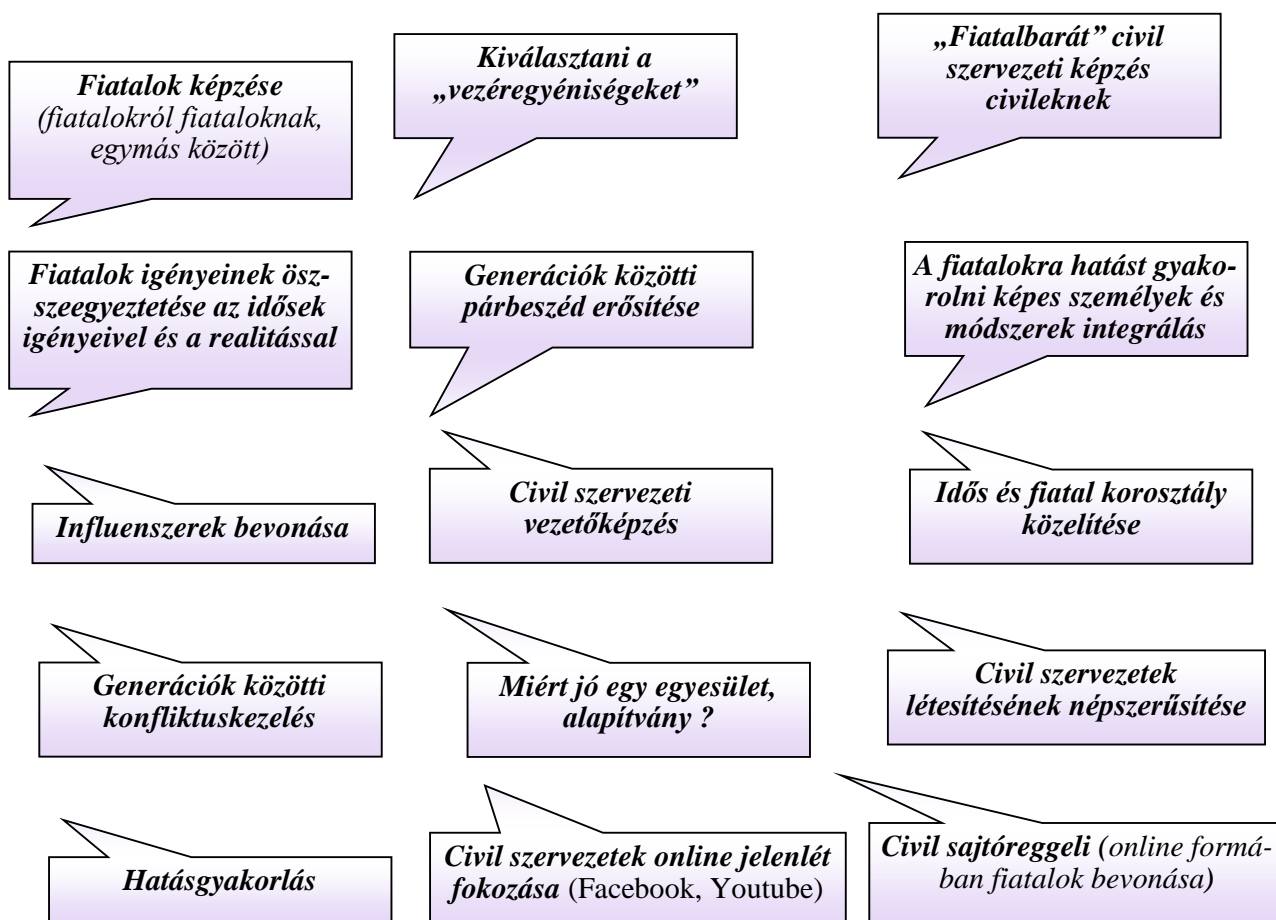 Fiatalok képzése
(fiatalokról fiataloknak,
egymás között)
Kiválasztani a
„vezéregyéniségeket”
„Fiatalbarát” civil
szervezeti képzés
civileknek
Fiatalok igényeinek ösz-
szeegyeztetése az idősek
igényeivel és a realitással
Generációk közötti
párbeszéd erősítése
A fiatalokra hatást gyako-
rolni képes személyek és
módszerek integrálás
Influenszerek bevonása
Civil szervezeti
vezetőképzés
Idős és fiatal korosztály
közelítése
Generációk közötti
konfliktuskezelés
Miért jó egy egyesület,
alapítvány ?
Civil szervezetek
létesítésének népszerűsítése
Hatásgyakorlás
Civil szervezetek online jelenlét
fokozása (Facebook, Youtube)
Civil sajtóreggeli (online formá-
ban fiatalok bevonása)